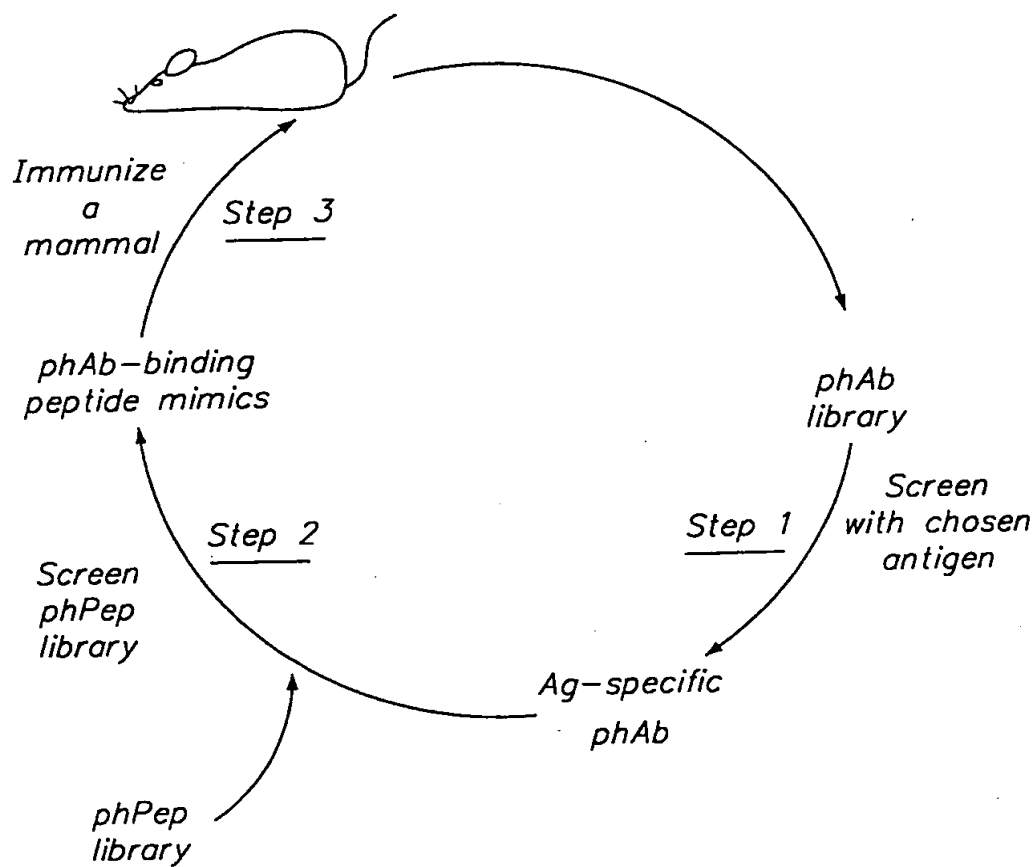 Immunize
a
mammal
Step 3
phAb-binding
peptide mimics
phAb
library
Screen
with chosen
antigen
Step 1
Step 2
Screen
phPep
library
Ag-specific
phAb
phPep
library